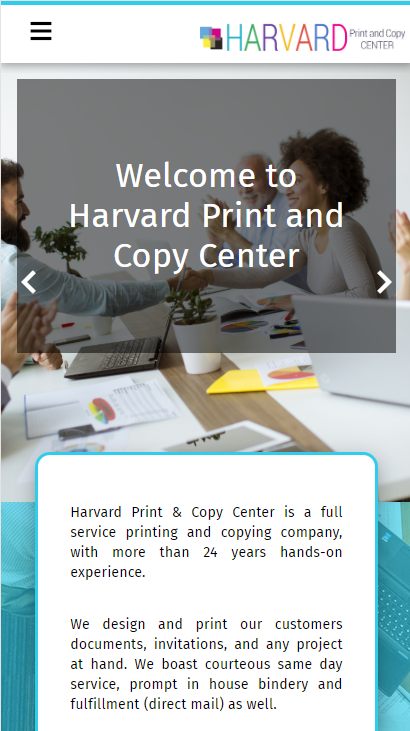 HARVARD Print and Copy
CENTER
Welcome to
Harvard Print and
Copy Center
Harvard Print & Copy Center is a full
service printing and copying company,
with more than 24 years hands-on
experience.
We design and print our customers
documents, invitations, and any project
at hand. We boast courteous same day
service, prompt in house bindery and
fulfillment (direct mail) as well.